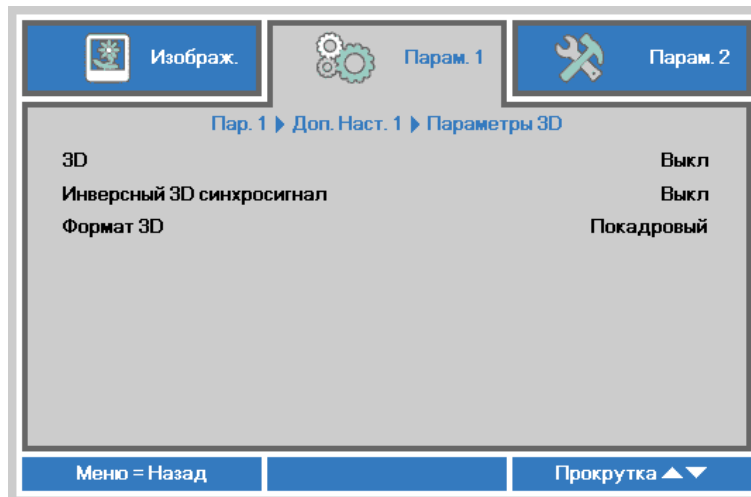 Изображ.
Парам. 1
Парам. 2
Пар. 1 ▶ Доп. Наст. 1 ▶ Параметры 3D
3D Выкл
Инверсный 3D синхросигнал Выкл
Формат 3D Покадровый
Меню = Назад
Прокрутка ▲▼